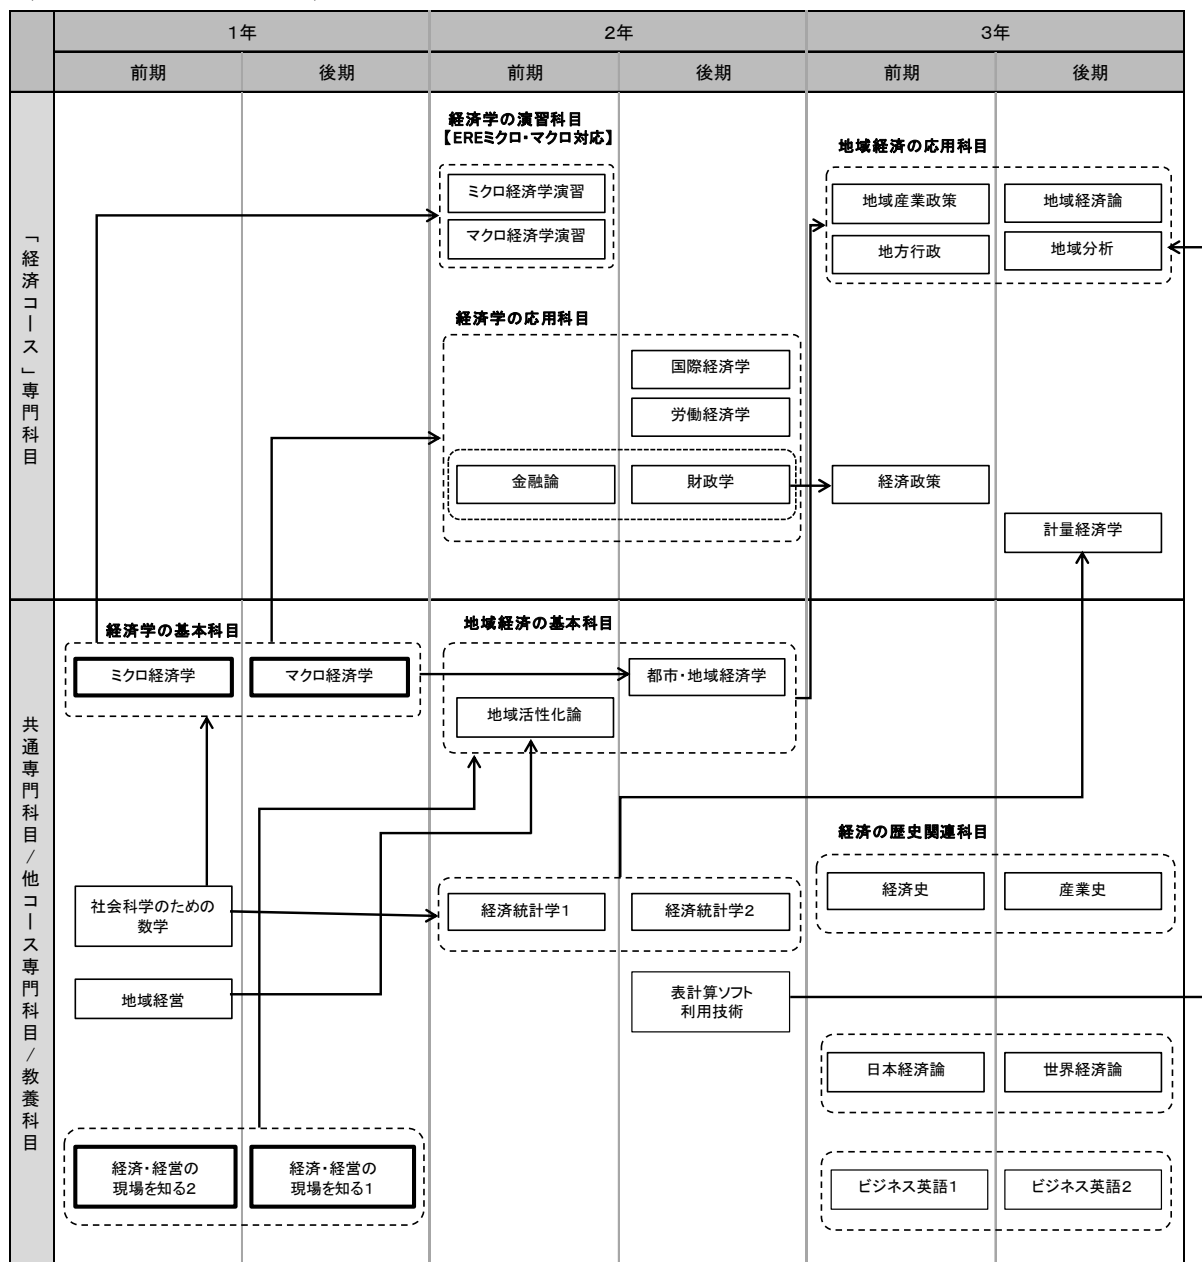 1年
2年
3年
前期
後期
前期
後期
前期
後期
「経済コース」専門科目
経済学の演習科目
【EREミクロ・マクロ対応】
ミクロ経済学演習
マクロ経済学演習
地域経済の応用科目
地域産業政策
地域経済論
地方行政
地域分析
経済学の応用科目
国際経済学
労働経済学
金融論
財政学
経済政策
計量経済学
共通専門科目/他コース専門科目/教養科目
経済学の基本科目
ミクロ経済学
マクロ経済学
地域経済の基本科目
都市・地域経済学
地域活性化論
経済の歴史関連科目
経済史
産業史
社会科学のための
数学
経済統計学1
経済統計学2
地域経営
表計算ソフト
利用技術
日本経済論
世界経済論
経済・経営の
現場を知る2
経済・経営の
現場を知る1
ビジネス英語1
ビジネス英語2